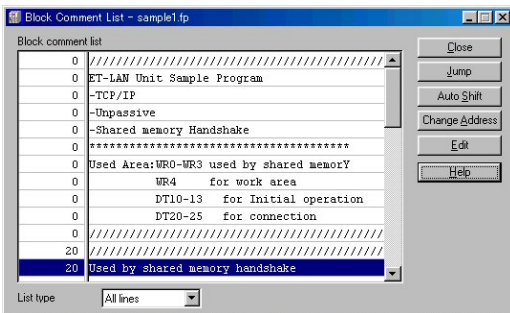 Block Comment List - sample1.fp
Block comment list
0 ////////////////////////////////////////////
0 ET-LAN Unit Sample Program
0 -TCP/IP
0 -Unpassive
0 -Shared memory Handshake
0 ***************************************
0 Used Area:WR0-WR3 used by shared memorY
0 WR4 for work area
0 DT10-13 for Initial operation
0 DT20-25 for connection
0 ////////////////////////////////////////////
20 ////////////////////////////////////////////
20 Used by shared memory handshake
List type All lines
Close
Jump
Auto Shift
Change Address
Edit
Help